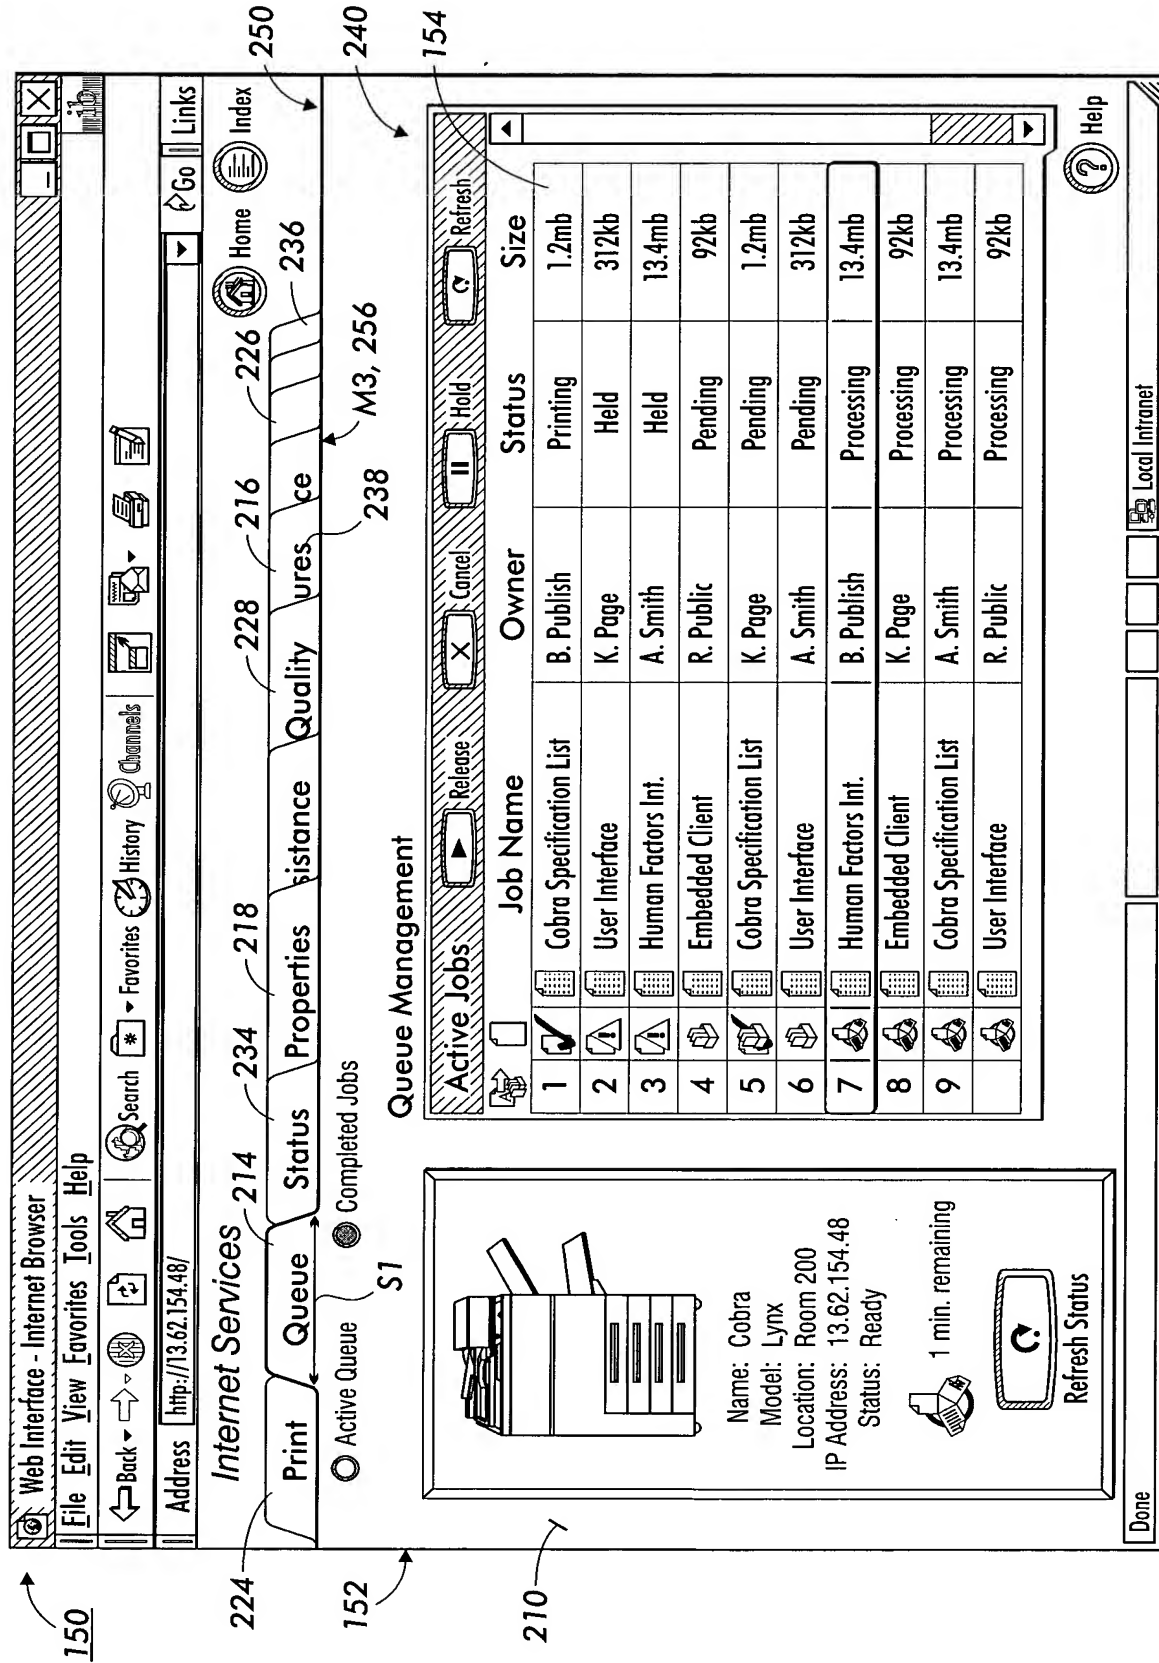 150
Web Interface - Internet Browser
File Edit View Favorites Tools Help
Back Search Favorites History Channels
Address http://13.62.154.48/ Go Links
Internet Services
Home Index
250
224 214 234 218 228 216 226 236
Print Queue Status Properties sistance Quality ures ce
S1
238
M3, 256
152
Active Queue Completed Jobs
240
210
Name: Cobra
Model: Lynx
Location: Room 200
IP Address: 13.62.154.48
Status: Ready
1 min. remaining
Refresh Status
Queue Management
154
Active Jobs Release Cancel Hold Refresh
Job Name Owner Status Size
1 Cobra Specification List B. Publish Printing 1.2mb
2 User Interface K. Page Held 312kb
3 Human Factors Int. A. Smith Held 13.4mb
4 Embedded Client R. Public Pending 92kb
5 Cobra Specification List K. Page Pending 1.2mb
6 User Interface A. Smith Pending 312kb
7 Human Factors Int. B. Publish Processing 13.4mb
8 Embedded Client K. Page Processing 92kb
9 Cobra Specification List A. Smith Processing 13.4mb
User Interface R. Public Processing 92kb
Help
Done Local Intranet